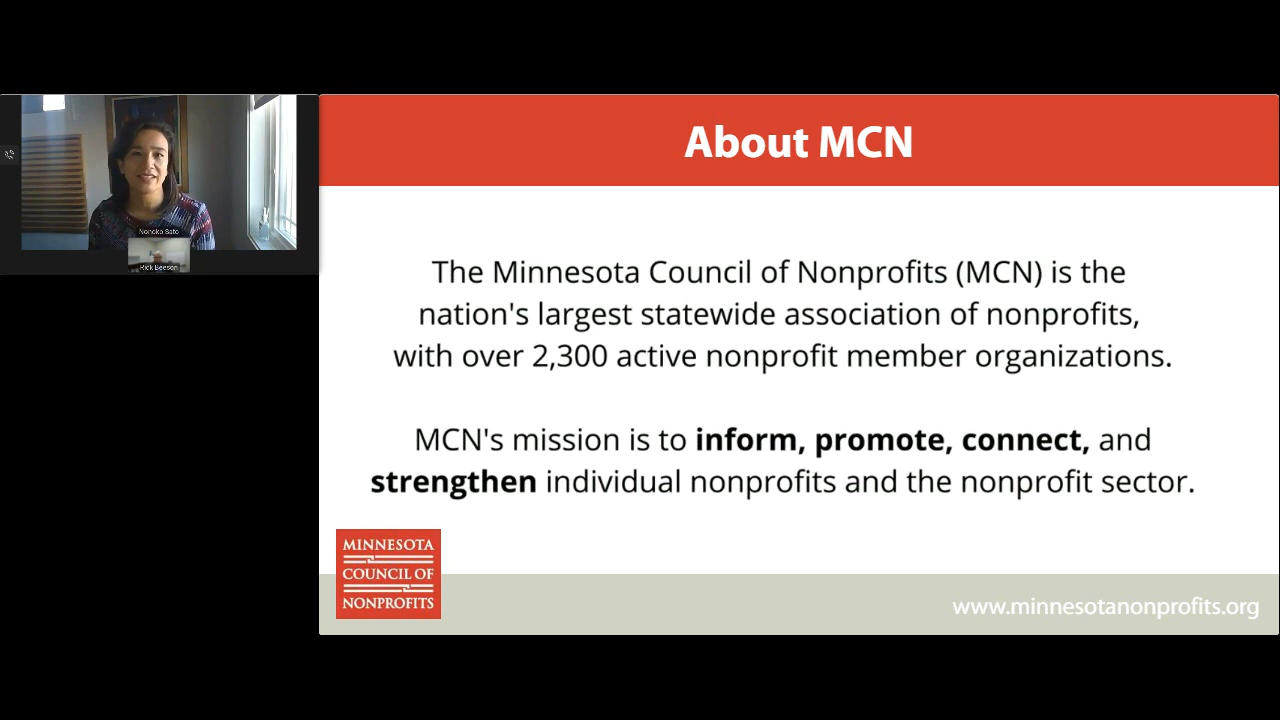 About MCN
Nonoko Sato
Rick Beeson
The Minnesota Council of Nonprofits (MCN) is the
nation's largest statewide association of nonprofits,
with over 2,300 active nonprofit member organizations.
MCN's mission is to inform, promote, connect, and
strengthen individual nonprofits and the nonprofit sector.
MINNESOTA
COUNCIL OF
NONPROFITS
www.minnesotanonprofits.org